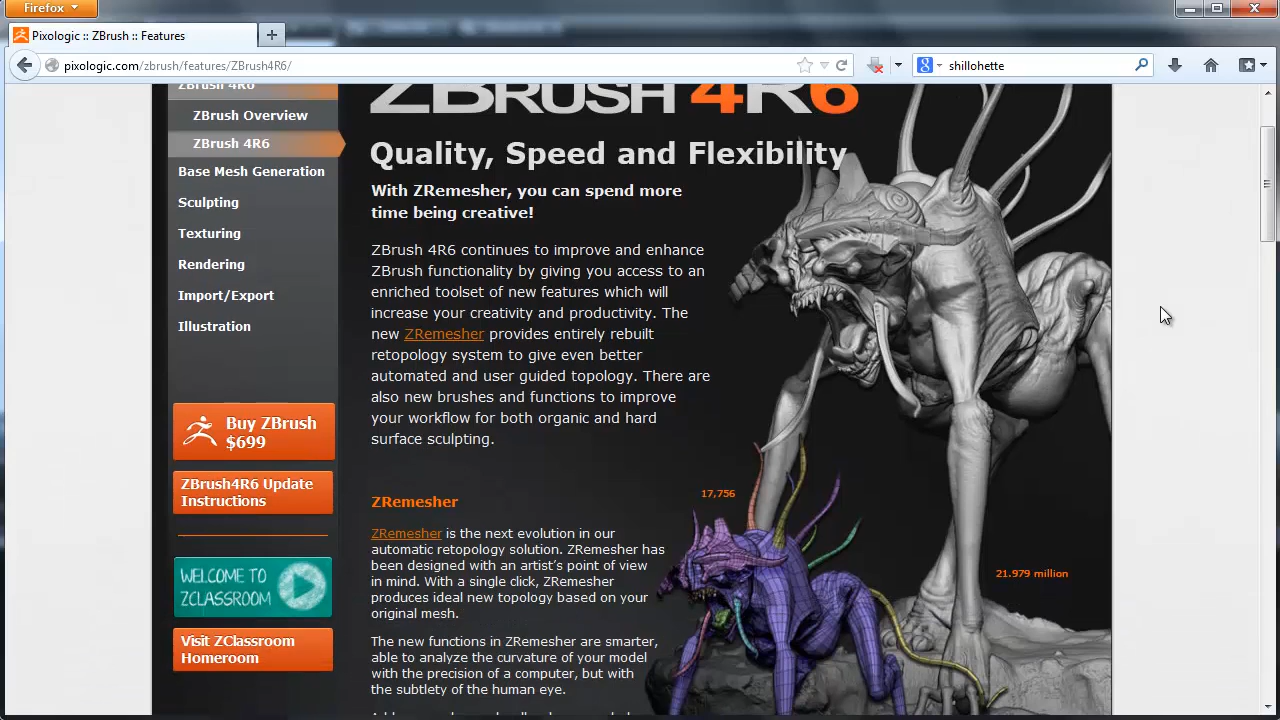 Firefox
Pixologic :: ZBrush :: Features
pixologic.com/zbrush/features/ZBrush4R6/
shillohette
ZBrush 4R6
ZBrush Overview
ZBrush 4R6
Base Mesh Generation
Sculpting
Texturing
Rendering
Import/Export
Illustration
Buy ZBrush
$699
ZBrush4R6 Update
Instructions
WELCOME TO
ZCLASSROOM
Visit ZClassroom
Homeroom
ZBRUSH 4R6
Quality, Speed and Flexibility
With ZRemesher, you can spend more
time being creative!
ZBrush 4R6 continues to improve and enhance
ZBrush functionality by giving you access to an
enriched toolset of new features which will
increase your creativity and productivity. The
new ZRemesher provides entirely rebuilt
retopology system to give even better
automated and user guided topology. There are
also new brushes and functions to improve
your workflow for both organic and hard
surface sculpting.
17,756
21.979 million
ZRemesher
ZRemesher is the next evolution in our
automatic retopology solution. ZRemesher has
been designed with an artist’s point of view
in mind. With a single click, ZRemesher
produces ideal new topology based on your
original mesh.
The new functions in ZRemesher are smarter,
able to analyze the curvature of your model
with the precision of a computer, but with
the subtlety of the human eye.